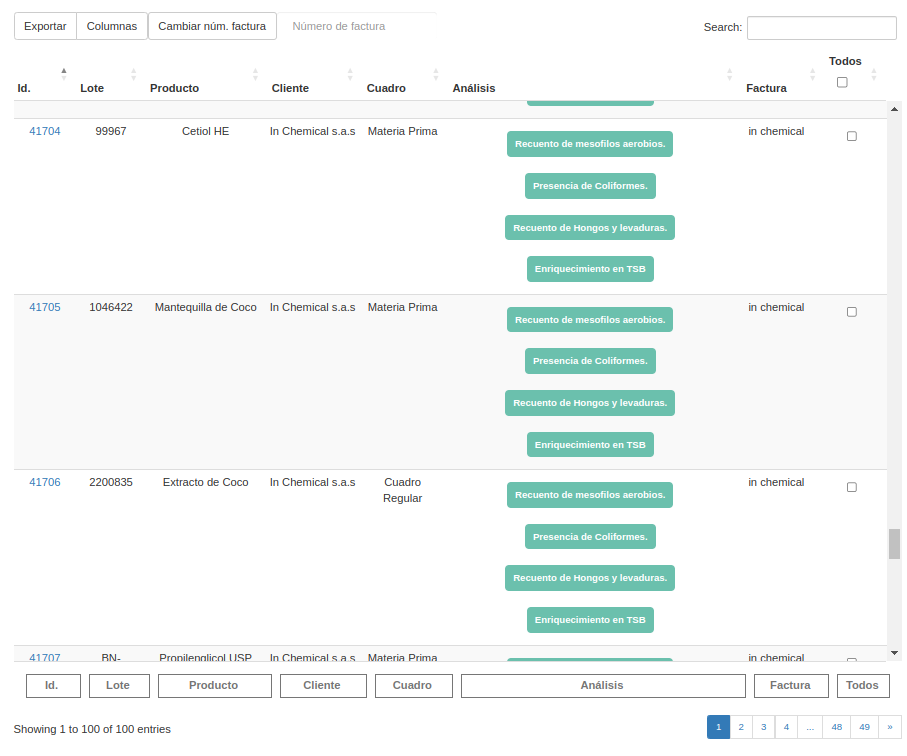 Exportar Columnas Cambiar núm. factura Número de factura Search:
Todos
Id. Lote Producto Cliente Cuadro Análisis Factura
41704 99967 Cetiol HE In Chemical s.a.s Materia Prima in chemical
Recuento de mesofilos aerobios.
Presencia de Coliformes.
Recuento de Hongos y levaduras.
Enriquecimiento en TSB
41705 1046422 Mantequilla de Coco In Chemical s.a.s Materia Prima in chemical
Recuento de mesofilos aerobios.
Presencia de Coliformes.
Recuento de Hongos y levaduras.
Enriquecimiento en TSB
41706 2200835 Extracto de Coco In Chemical s.a.s Cuadro in chemical
Regular
Recuento de mesofilos aerobios.
Presencia de Coliformes.
Recuento de Hongos y levaduras.
Enriquecimiento en TSB
41707 BN- Propilenglicol USP In Chemical s.a.s Materia Prima in chemical
Id. Lote Producto Cliente Cuadro Análisis Factura Todos
Showing 1 to 100 of 100 entries 1 2 3 4 ... 48 49 »